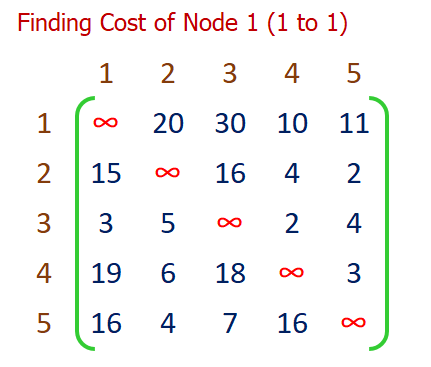 Finding Cost of Node 1 (1 to 1)
1 2 3 4 5
1 ∞ 20 30 10 11
2 15 ∞ 16 4 2
3 3 5 ∞ 2 4
4 19 6 18 ∞ 3
5 16 4 7 16 ∞